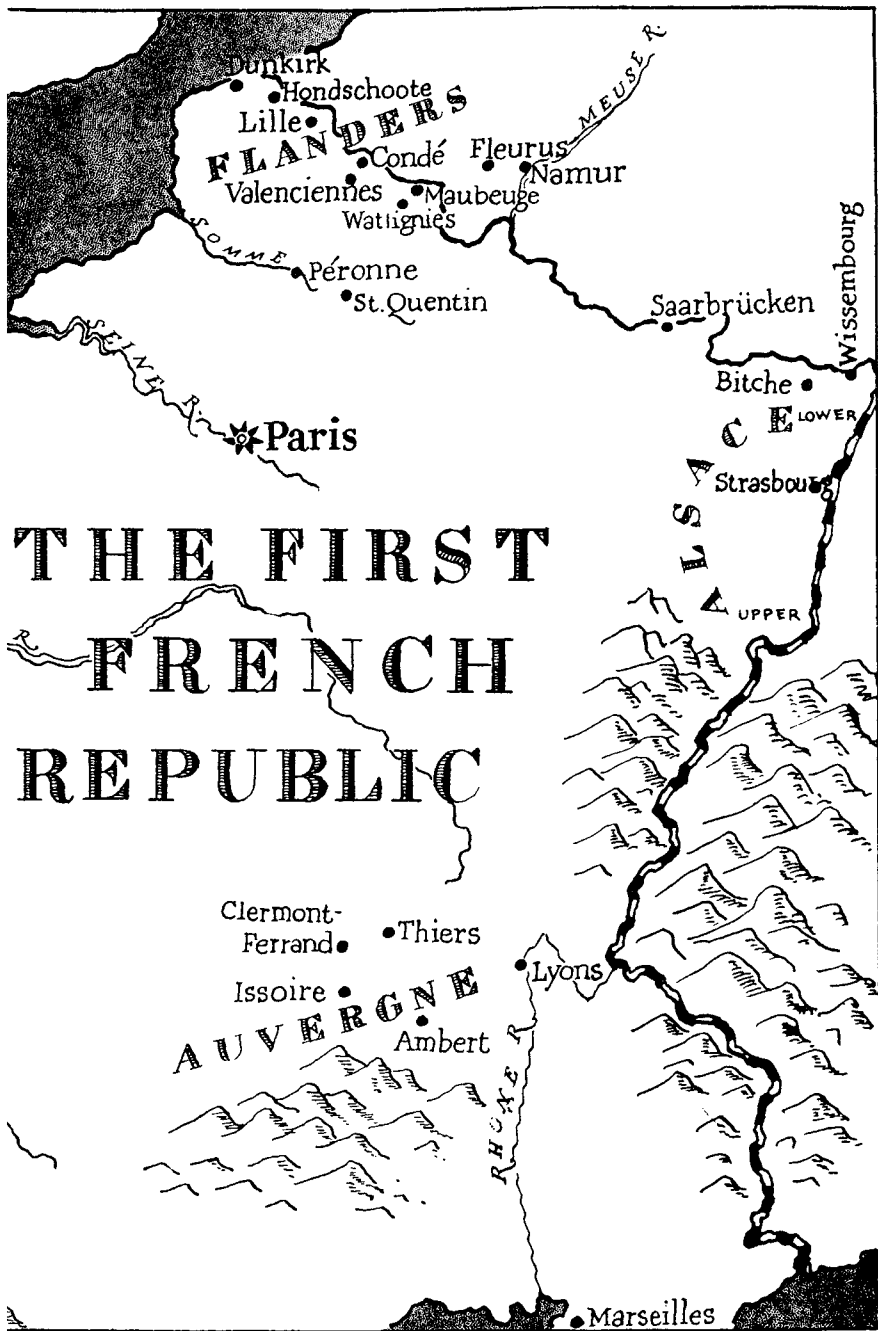 Dunkirk
Hondschoote
Lille
FLANDERS
MEUSE R.
Condé
Fleurus
Namur
Valenciennes
Maubeuge
Wattignies
SOMME
Péronne
St. Quentin
Saarbrücken
Wissembourg
Bitche
SEINE R.
Paris
ALSACE
LOWER
Strasbourg
UPPER
THE FIRST
R.
FRENCH
REPUBLIC
Clermont-
Ferrand
Thiers
Lyons
Issoire
AUVERGNE
Ambert
RHONE R
Marseilles